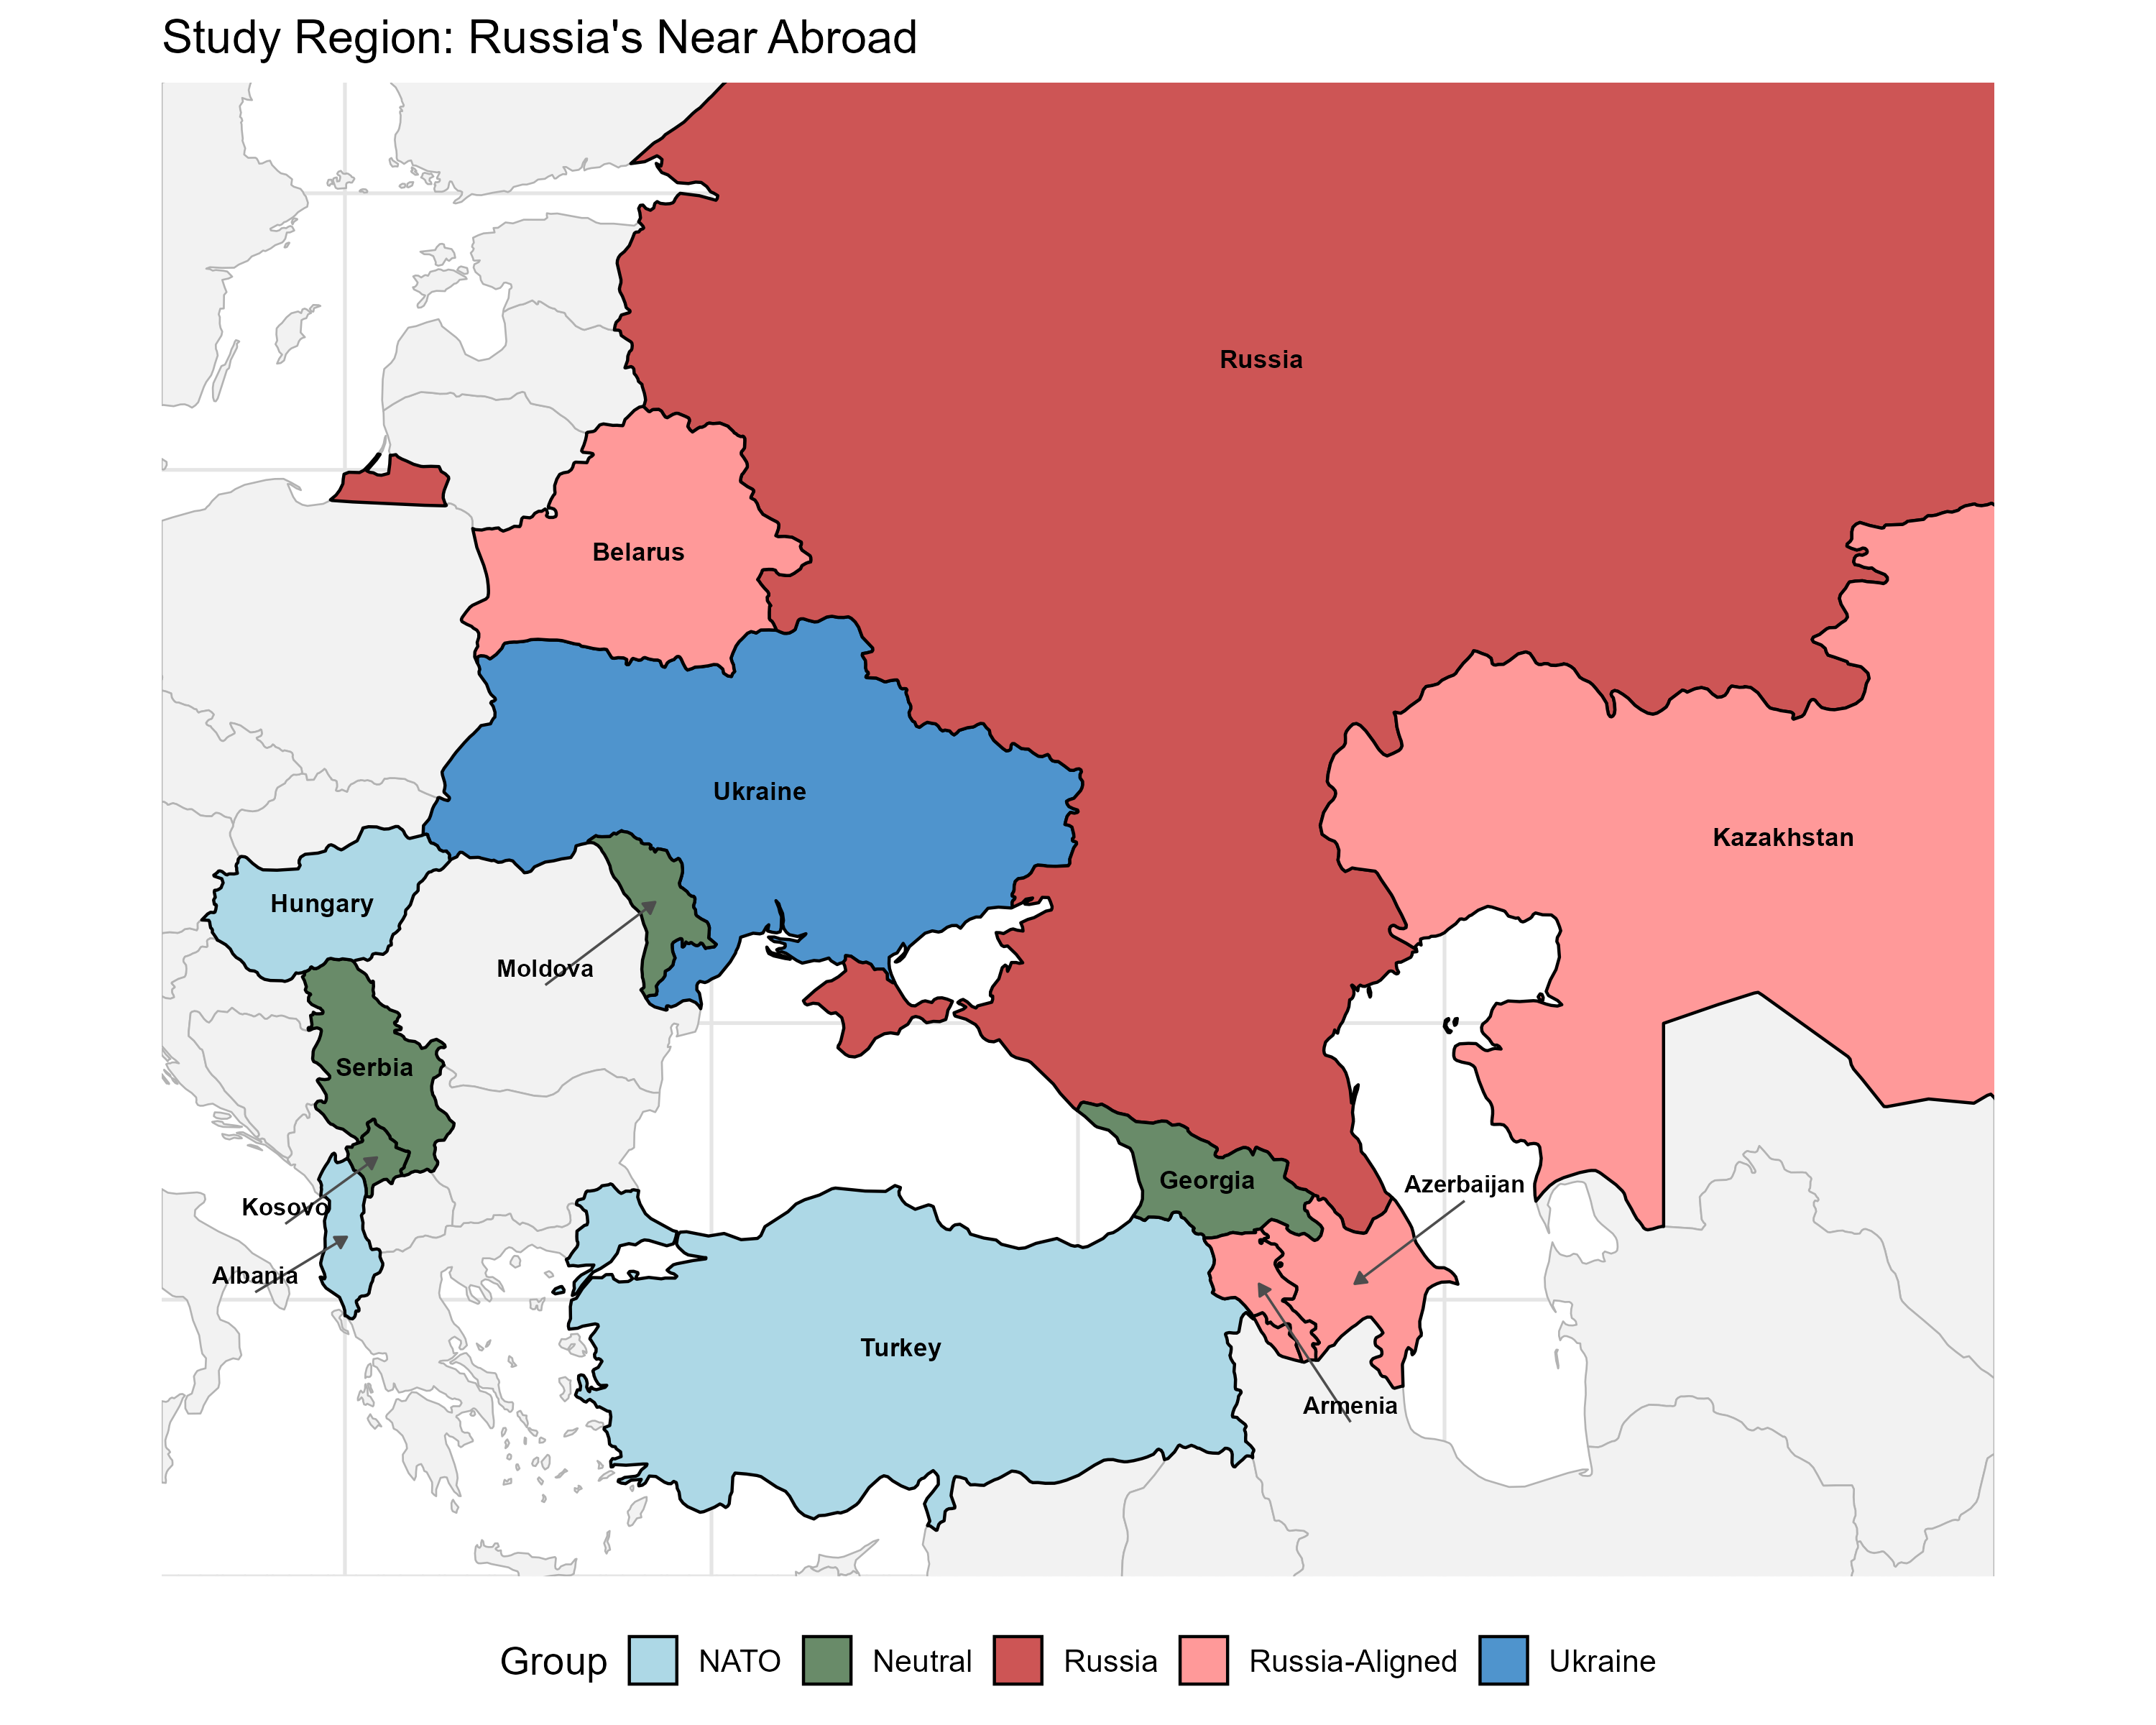 Study Region: Russia's Near Abroad
Russia
Belarus
Ukraine
Kazakhstan
Hungary
Moldova
Serbia
Georgia
Azerbaijan
Kosovo
Albania
Turkey
Armenia
Group NATO Neutral Russia Russia-Aligned Ukraine